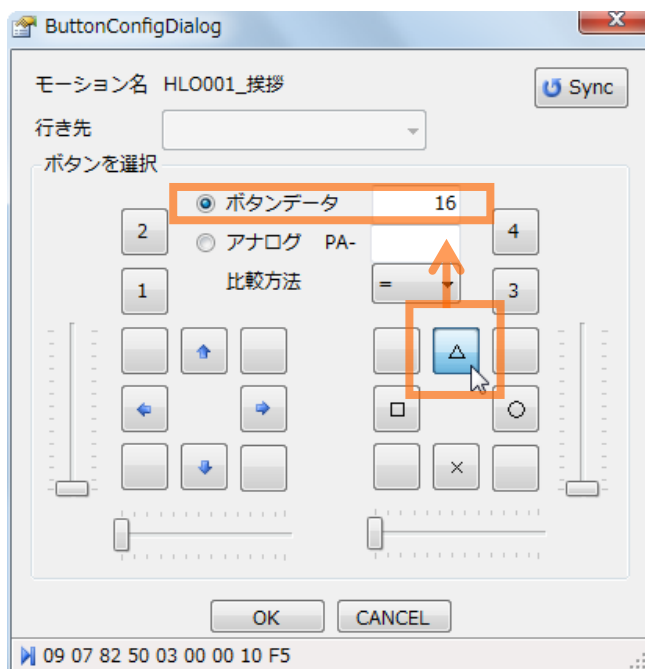 ButtonConfigDialog
モーション名 HLO001_挨拶
Sync
行き先
ボタンを選択
ボタンデータ 16
2
4
アナログ PA-
比較方法 =
1
3
△
□
○
×
OK CANCEL
09 07 82 50 03 00 00 10 F5